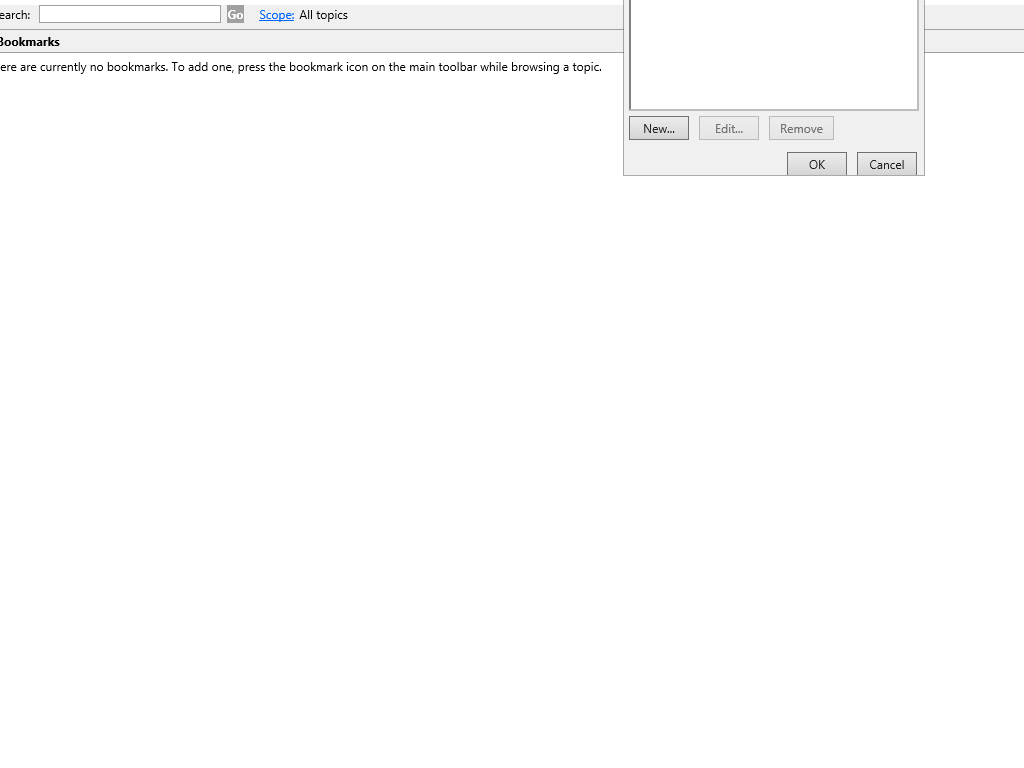 earch: Go Scope: All topics
Bookmarks
ere are currently no bookmarks. To add one, press the bookmark icon on the main toolbar while browsing a topic.
New... Edit... Remove
OK Cancel